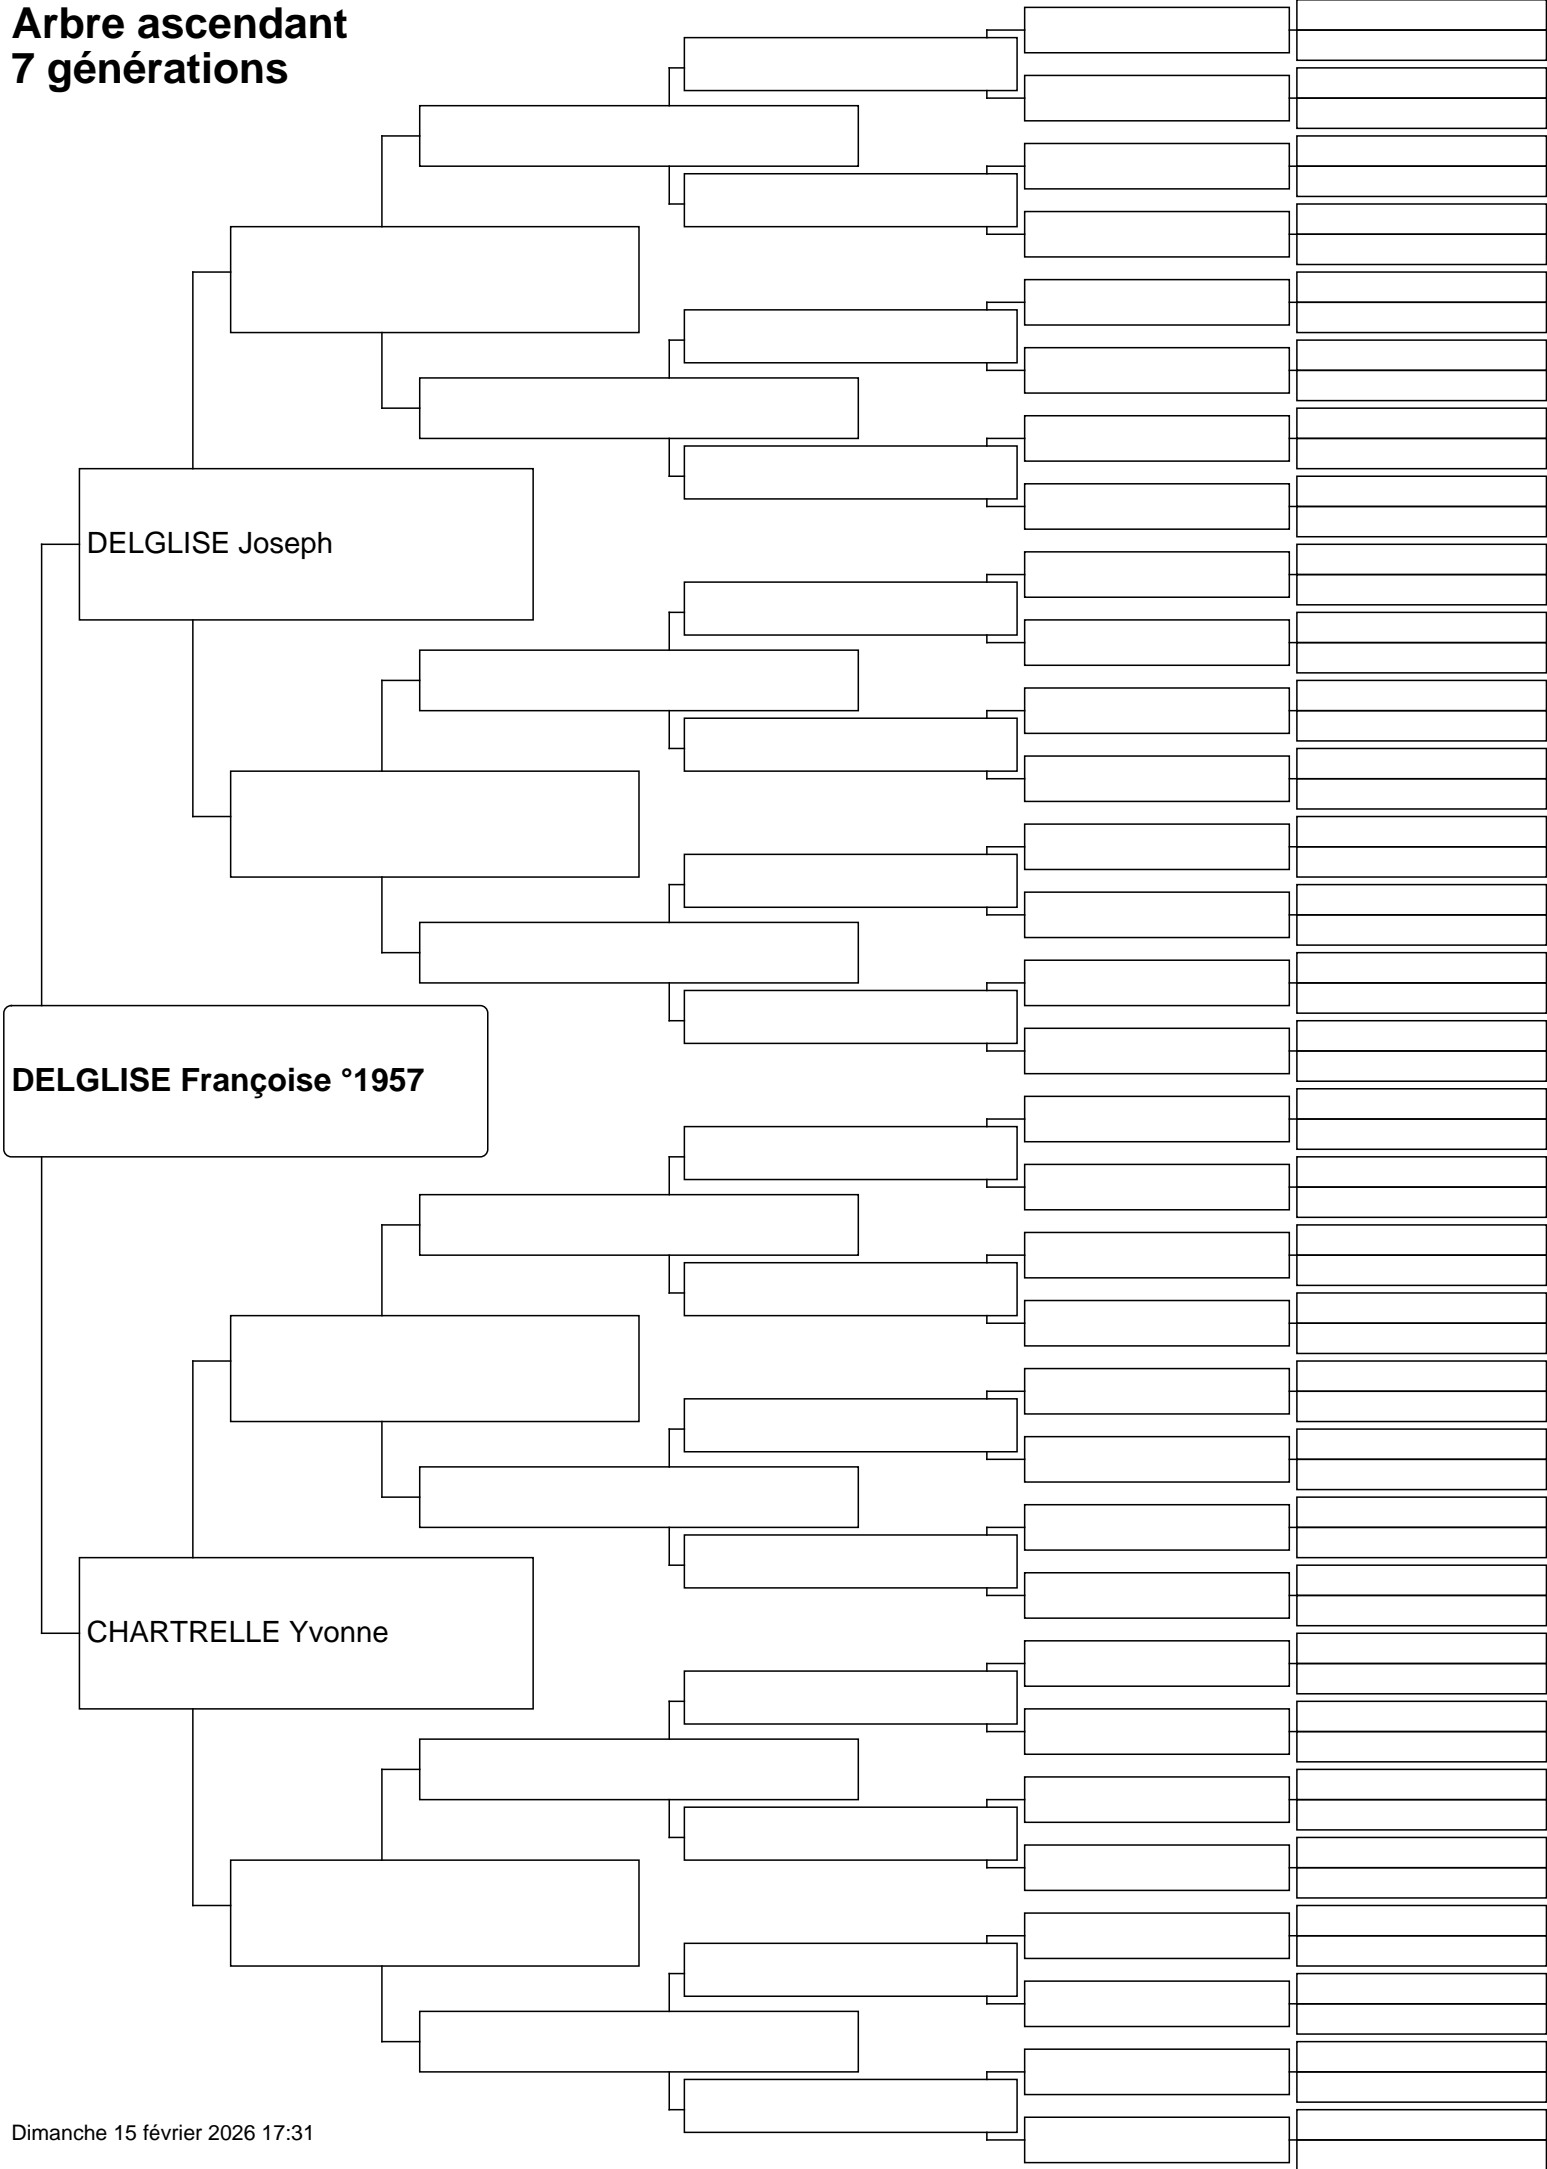 Arbre ascendant
7 générations
DELGLISE Joseph
DELGLISE Françoise °1957
CHARTRELLE Yvonne
Dimanche 15 février 2026 17:31